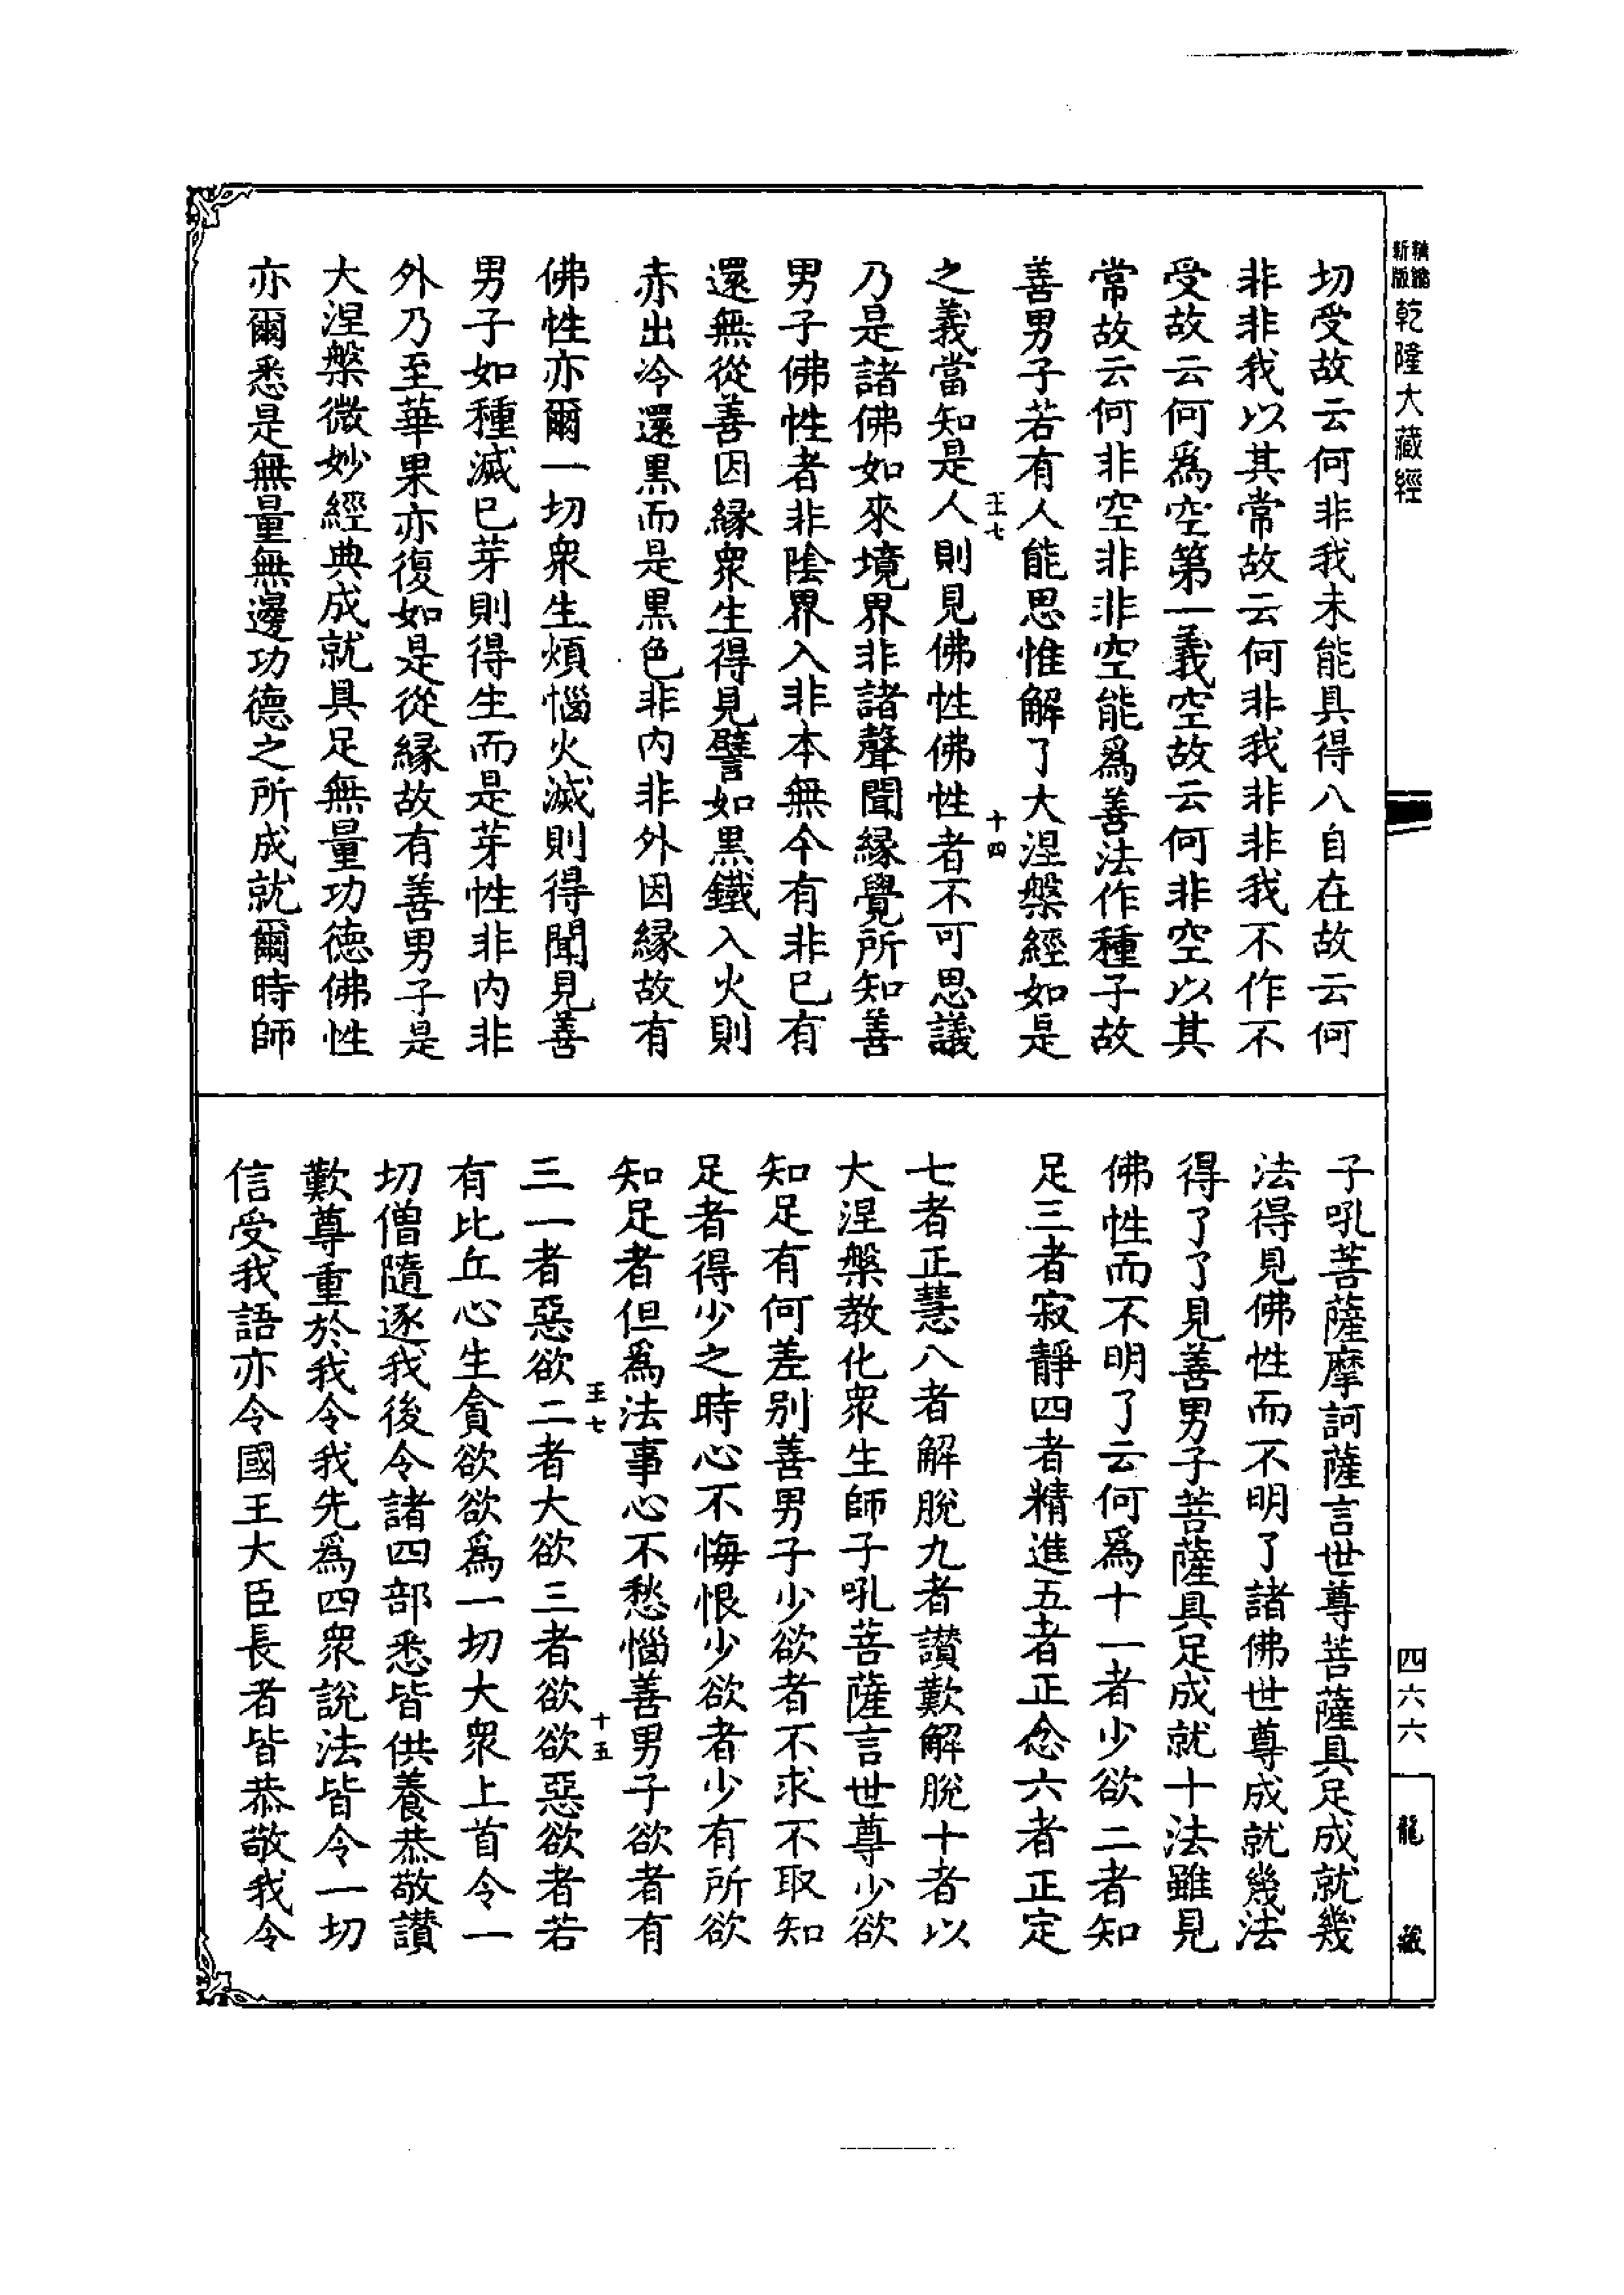 精縮新版 乾隆大藏經
切受故云何非我未能具得八自在故云何
非非我以其常故云何非我非非我不作不
受故云何爲空第一義空故云何非空以其
常故云何非空非非空能爲善法作種子故
善男子若有人能思惟解了大涅槃經如是
王七 十四
之義當知是人則見佛性佛性者不可思議
乃是諸佛如來境界非諸聲聞緣覺所知善
男子佛性者非陰界入非本無今有非已有
還無從善因緣衆生得見譬如黑鐵入火則
赤出冷還黑而是黑色非内非外因緣故有
佛性亦爾一切衆生煩惱火滅則得聞見善
男子如種滅已芽則得生而是芽性非内非
外乃至華果亦復如是從緣故有善男子是
大涅槃微妙經典成就具足無量功德佛性
亦爾悉是無量無邊功德之所成就爾時師
子吼菩薩摩訶薩言世尊菩薩具足成就幾
法得見佛性而不明了諸佛世尊成就幾法
得了了見善男子菩薩具足成就十法雖見
佛性而不明了云何爲十一者少欲二者知
足三者寂靜四者精進五者正念六者正定
七者正慧八者解脫九者讃歎解脫十者以
大涅槃教化衆生師子吼菩薩言世尊少欲
知足有何差别善男子少欲者不求不取知
足者得少之時心不悔恨少欲者少有所欲
知足者但爲法事心不愁惱善男子欲者有
王七 十五
三一者惡欲二者大欲三者欲欲惡欲者若
有比丘心生貪欲欲爲一切大衆上首令一
切僧隨逐我後令諸四部悉皆供養恭敬讃
歎尊重於我令我先爲四衆說法皆令一切
信受我語亦令國王大臣長者皆恭敬我令
四六六
龍藏